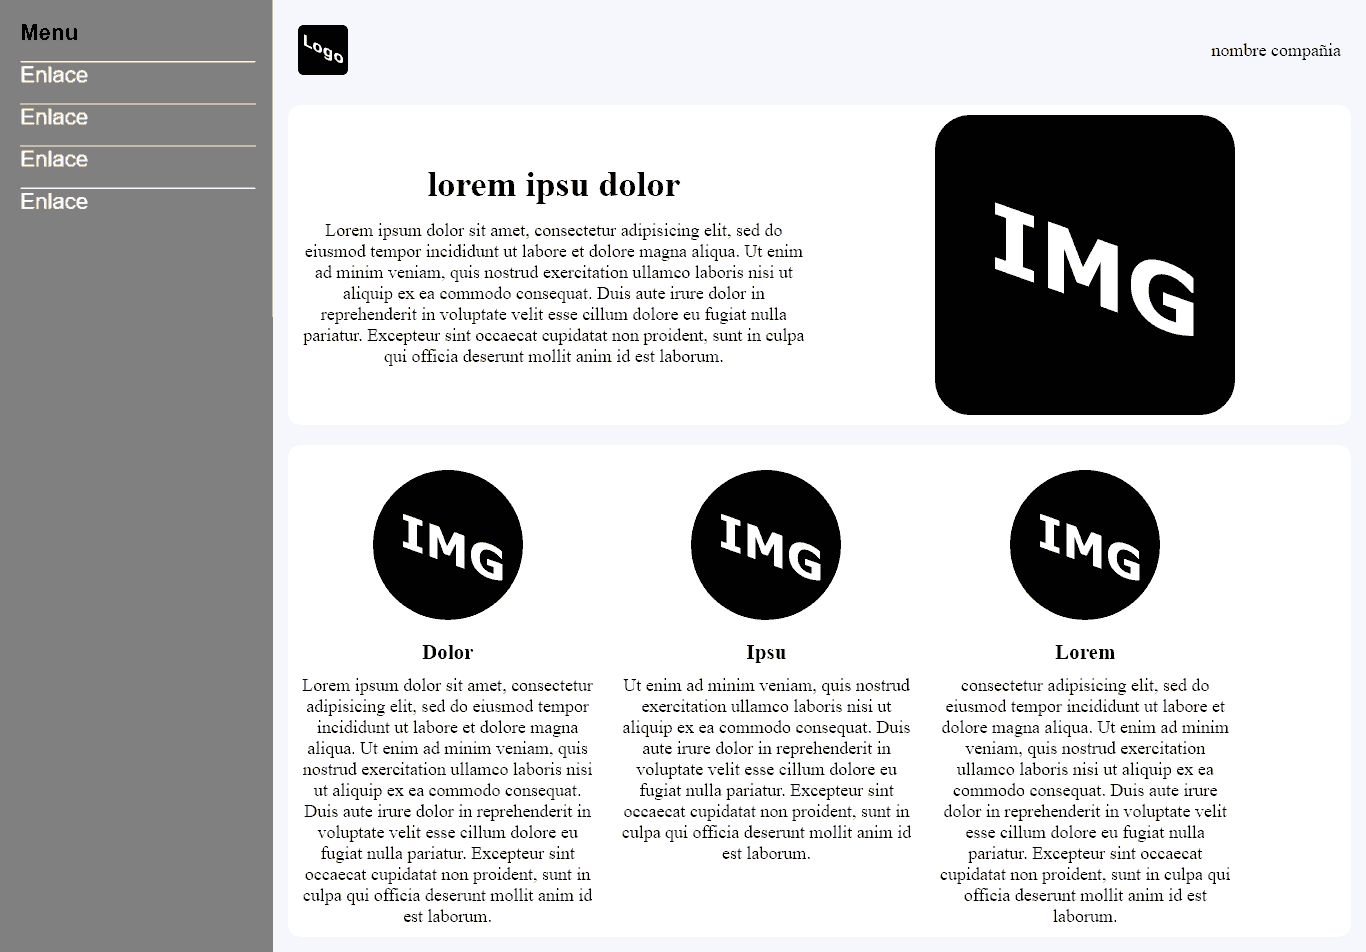 Menu
Enlace
Enlace
Enlace
Enlace
Logo
nombre compañia
lorem ipsu dolor
Lorem ipsum dolor sit amet, consectetur adipisicing elit, sed do
eiusmod tempor incididunt ut labore et dolore magna aliqua. Ut enim
ad minim veniam, quis nostrud exercitation ullamco laboris nisi ut
aliquip ex ea commodo consequat. Duis aute irure dolor in
reprehenderit in voluptate velit esse cillum dolore eu fugiat nulla
pariatur. Excepteur sint occaecat cupidatat non proident, sunt in culpa
qui officia deserunt mollit anim id est laborum.
IMG
IMG
Dolor
Lorem ipsum dolor sit amet, consectetur
adipisicing elit, sed do eiusmod tempor
incididunt ut labore et dolore magna
aliqua. Ut enim ad minim veniam, quis
nostrud exercitation ullamco laboris nisi
ut aliquip ex ea commodo consequat.
Duis aute irure dolor in reprehenderit in
voluptate velit esse cillum dolore eu
fugiat nulla pariatur. Excepteur sint
occaecat cupidatat non proident, sunt in
culpa qui officia deserunt mollit anim id
est laborum.
IMG
Ipsu
Ut enim ad minim veniam, quis nostrud
exercitation ullamco laboris nisi ut
aliquip ex ea commodo consequat. Duis
aute irure dolor in reprehenderit in
voluptate velit esse cillum dolore eu
fugiat nulla pariatur. Excepteur sint
occaecat cupidatat non proident, sunt in
culpa qui officia deserunt mollit anim id
est laborum.
IMG
Lorem
consectetur adipisicing elit, sed do
eiusmod tempor incididunt ut labore et
dolore magna aliqua. Ut enim ad minim
veniam, quis nostrud exercitation
ullamco laboris nisi ut aliquip ex ea
commodo consequat. Duis aute irure
dolor in reprehenderit in voluptate velit
esse cillum dolore eu fugiat nulla
pariatur. Excepteur sint occaecat
cupidatat non proident, sunt in culpa qui
officia deserunt mollit anim id est
laborum.